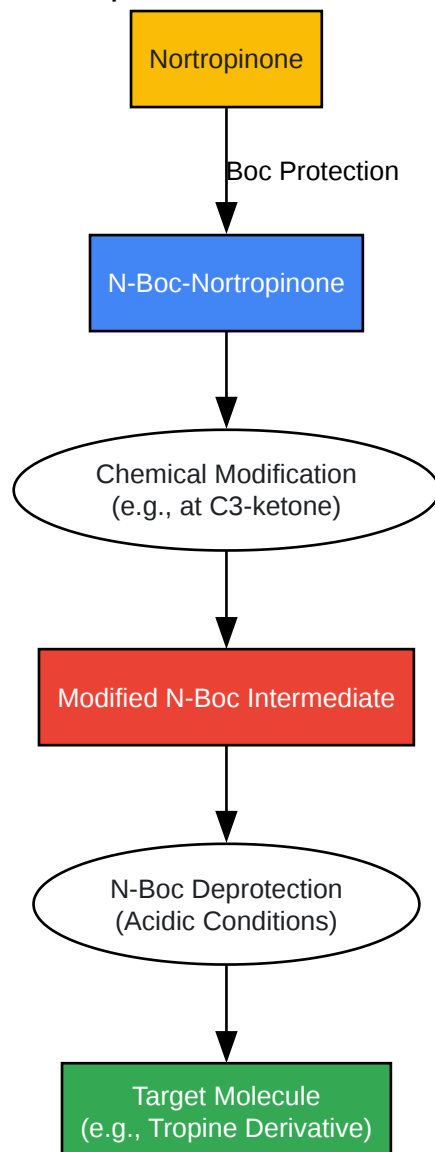 Nortropinone
Boc Protection
N-Boc-Nortropinone
Chemical Modification
(e.g., at C3-ketone)
Modified N-Boc Intermediate
N-Boc Deprotection
(Acidic Conditions)
Target Molecule
(e.g., Tropine Derivative)